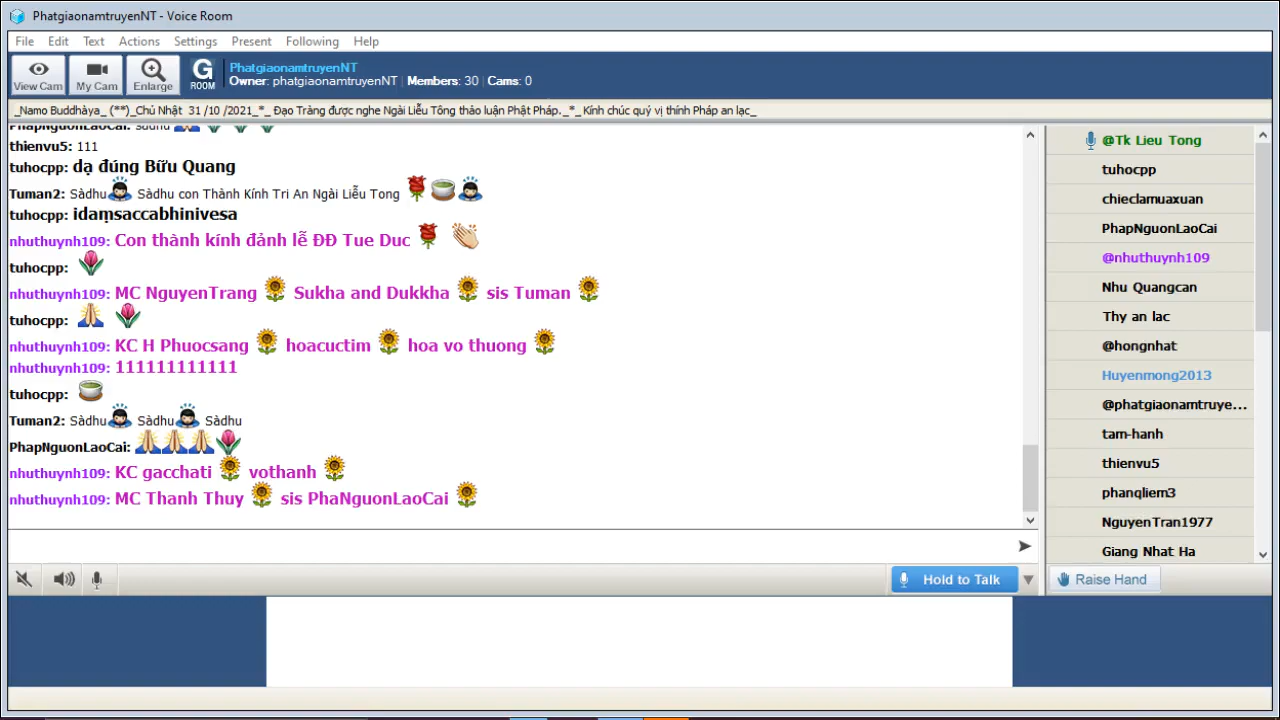 PhatgiaonamtruyenNT - Voice Room
File Edit Text Actions Settings Present Following Help
View Cam My Cam Enlarge G ROOM
PhatgiaonamtruyenNT
Owner: phatgiaonamtruyenNT Members: 30 Cams: 0
_Namo Buddhàya_ (**)_Chủ Nhật 31 /10 /2021_*_ Đạo Tràng được nghe Ngài Liễu Tông thảo luận Phật Pháp._*_Kính chúc quý vị thính Pháp an lạc_
PhapNguonLaoCai: sadhu
thienvu5: 111
tuhocpp: dạ đúng Bữu Quang
Tuman2: Sàdhu Sàdhu con Thành Kính Tri An Ngài Liễu Tong
tuhocpp: idaṃsaccabhinivesa
nhuthuynh109: Con thành kính đảnh lễ ĐĐ Tue Duc
tuhocpp:
nhuthuynh109: MC NguyenTrang Sukha and Dukkha sis Tuman
tuhocpp:
nhuthuynh109: KC H Phuocsang hoacuctim hoa vo thuong
nhuthuynh109: 111111111111
tuhocpp:
Tuman2: Sàdhu Sàdhu Sàdhu
PhapNguonLaoCai:
nhuthuynh109: KC gacchati vothanh
nhuthuynh109: MC Thanh Thuy sis PhaNguonLaoCai
@Tk Lieu Tong
tuhocpp
chieclamuaxuan
PhapNguonLaoCai
@nhuthuynh109
Nhu Quangcan
Thy an lac
@hongnhat
Huyenmong2013
@phatgiaonamtruye...
tam-hanh
thienvu5
phanqliem3
NguyenTran1977
Giang Nhat Ha
Hold to Talk
Raise Hand